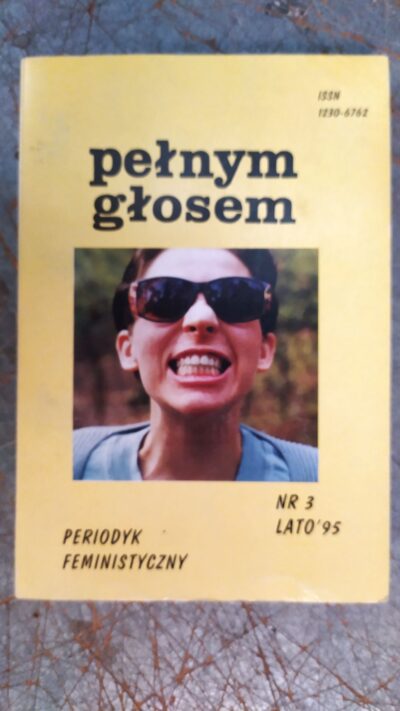 ISSN
1230-6762
pełnym
głosem
NR 3
LATO'95
PERIODYK
FEMINISTYCZNY